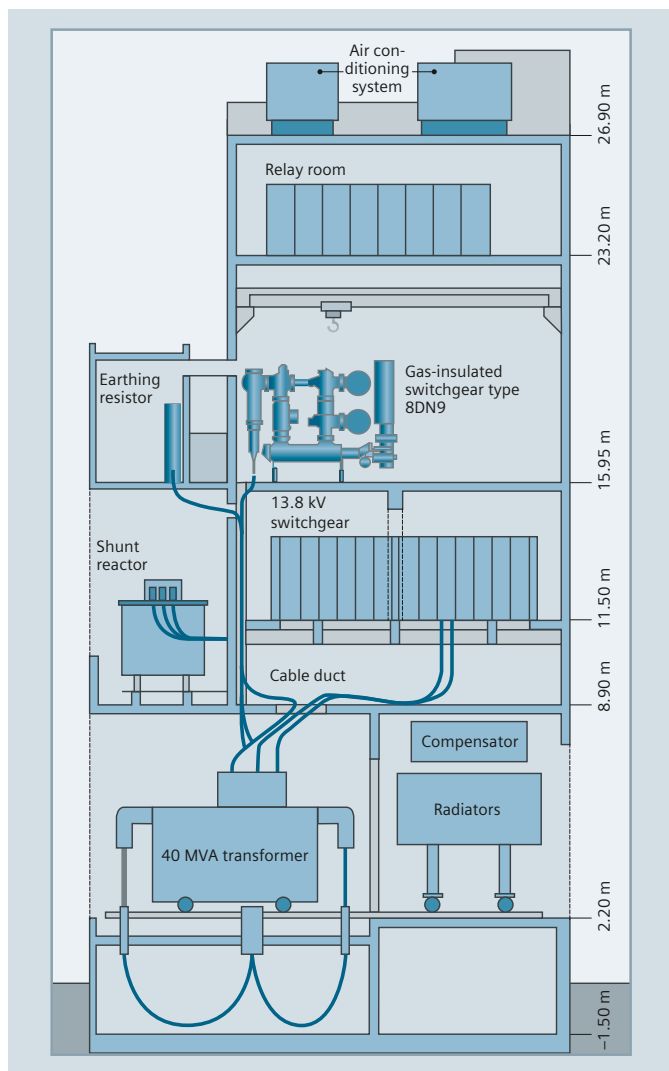 Air con-
ditioning
system
26.90 m
Relay room
23.20 m
Earthing
resistor
Gas-insulated
switchgear type
8DN9
15.95 m
13.8 kV
switchgear
Shunt
reactor
11.50 m
Cable duct
8.90 m
Compensator
Radiators
40 MVA transformer
2.20 m
–1.50 m